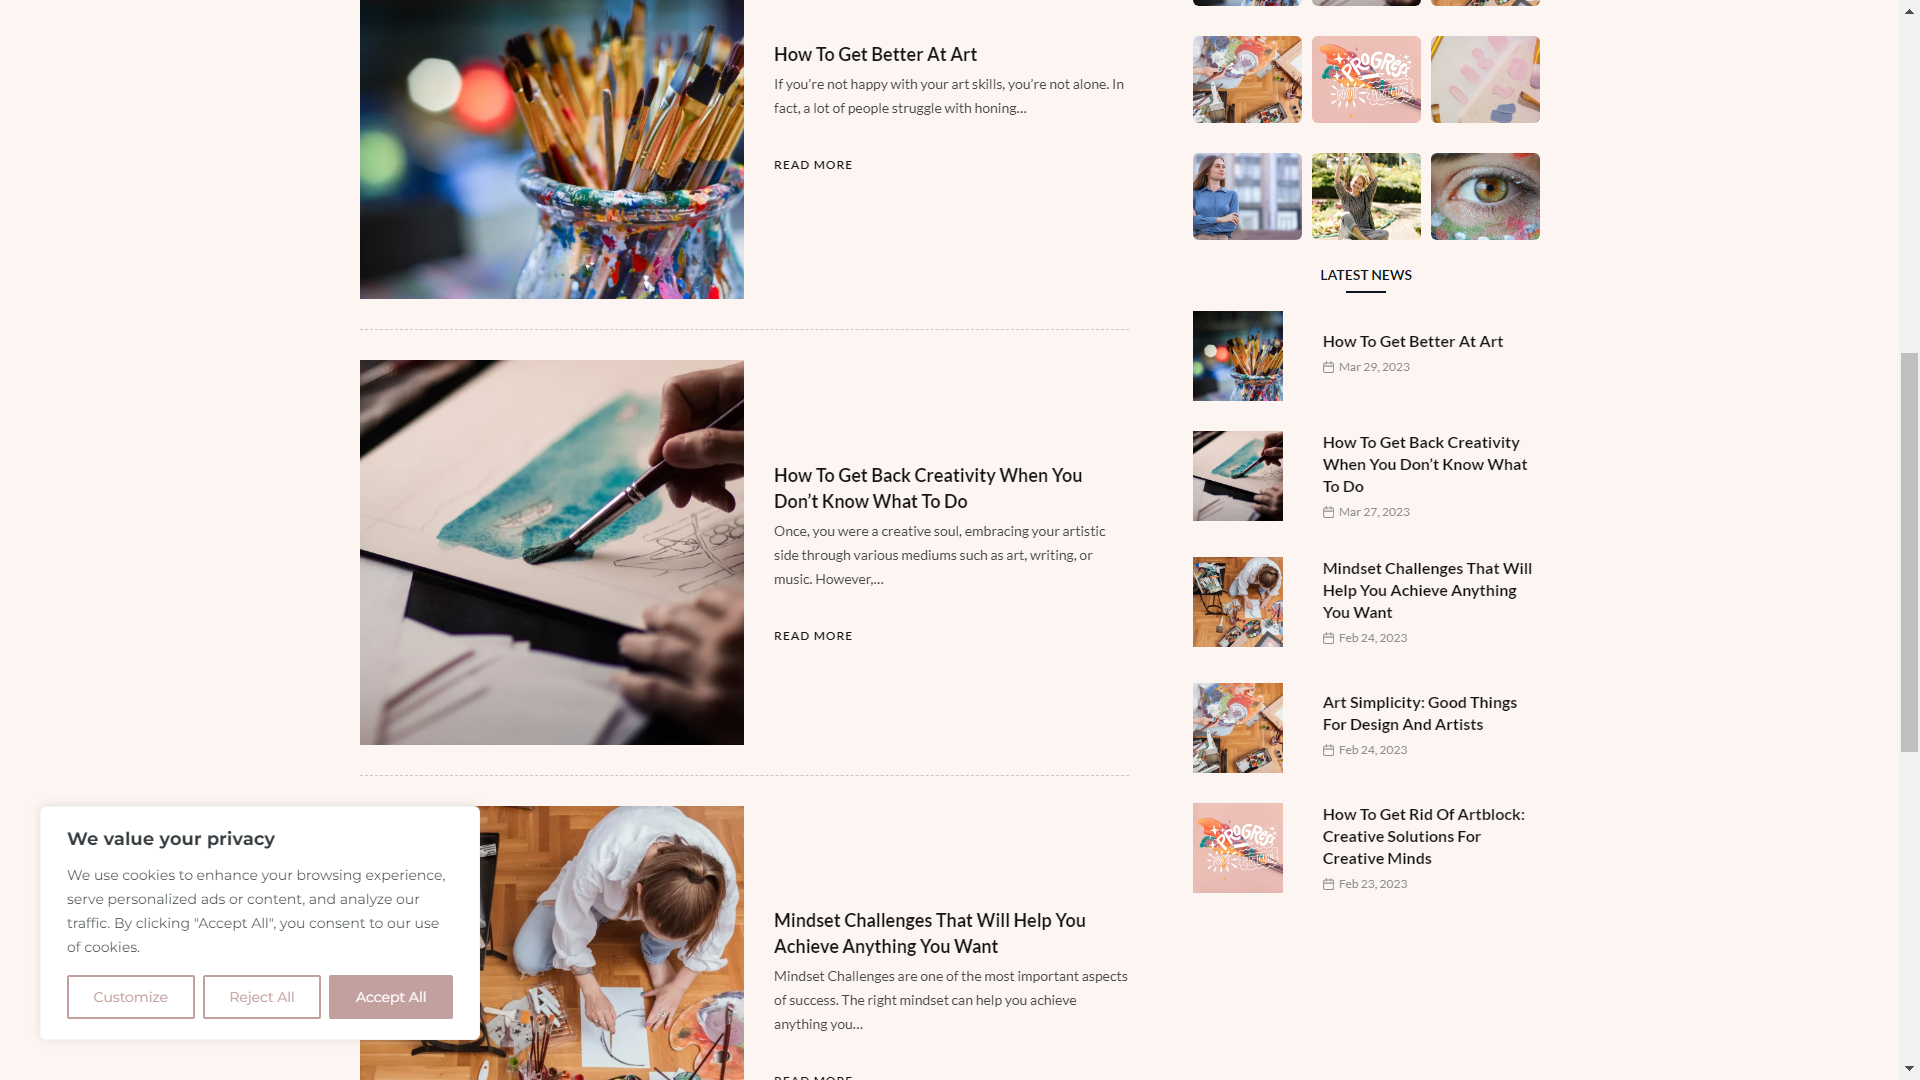 How To Get Better At Art
If you’re not happy with your art skills, you’re not alone. In
fact, a lot of people struggle with honing…
READ MORE
How To Get Back Creativity When You
Don’t Know What To Do
Once, you were a creative soul, embracing your artistic
side through various mediums such as art, writing, or
music. However,…
READ MORE
Mindset Challenges That Will Help You
Achieve Anything You Want
Mindset Challenges are one of the most important aspects
of success. The right mindset can help you achieve
anything you…
READ MORE
PROGRESS
LATEST NEWS
How To Get Better At Art
Mar 29, 2023
How To Get Back Creativity
When You Don’t Know What
To Do
Mar 27, 2023
Mindset Challenges That Will
Help You Achieve Anything
You Want
Feb 24, 2023
Art Simplicity: Good Things
For Design And Artists
Feb 24, 2023
PROGRESS
How To Get Rid Of Artblock:
Creative Solutions For
Creative Minds
Feb 23, 2023
We value your privacy
We use cookies to enhance your browsing experience,
serve personalized ads or content, and analyze our
traffic. By clicking "Accept All", you consent to our use
of cookies.
Customize
Reject All
Accept All